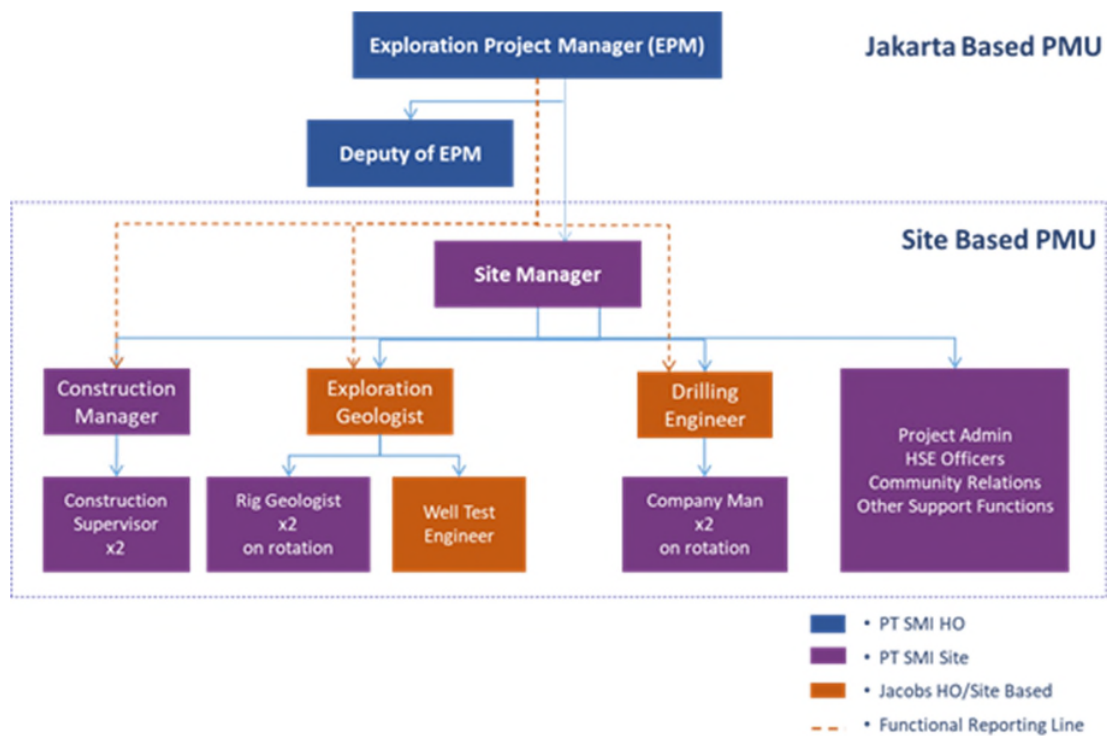 Exploration Project Manager (EPM)
Jakarta Based PMU
Deputy of EPM
Site Based PMU
Site Manager
Construction
Manager
Exploration
Geologist
Drilling
Engineer
Project Admin
HSE Officers
Community Relations
Other Support Functions
Construction
Supervisor
x2
Rig Geologist
x2
on rotation
Well Test
Engineer
Company Man
x2
on rotation
• PT SMI HO
• PT SMI Site
• Jacobs HO/Site Based
• Functional Reporting Line